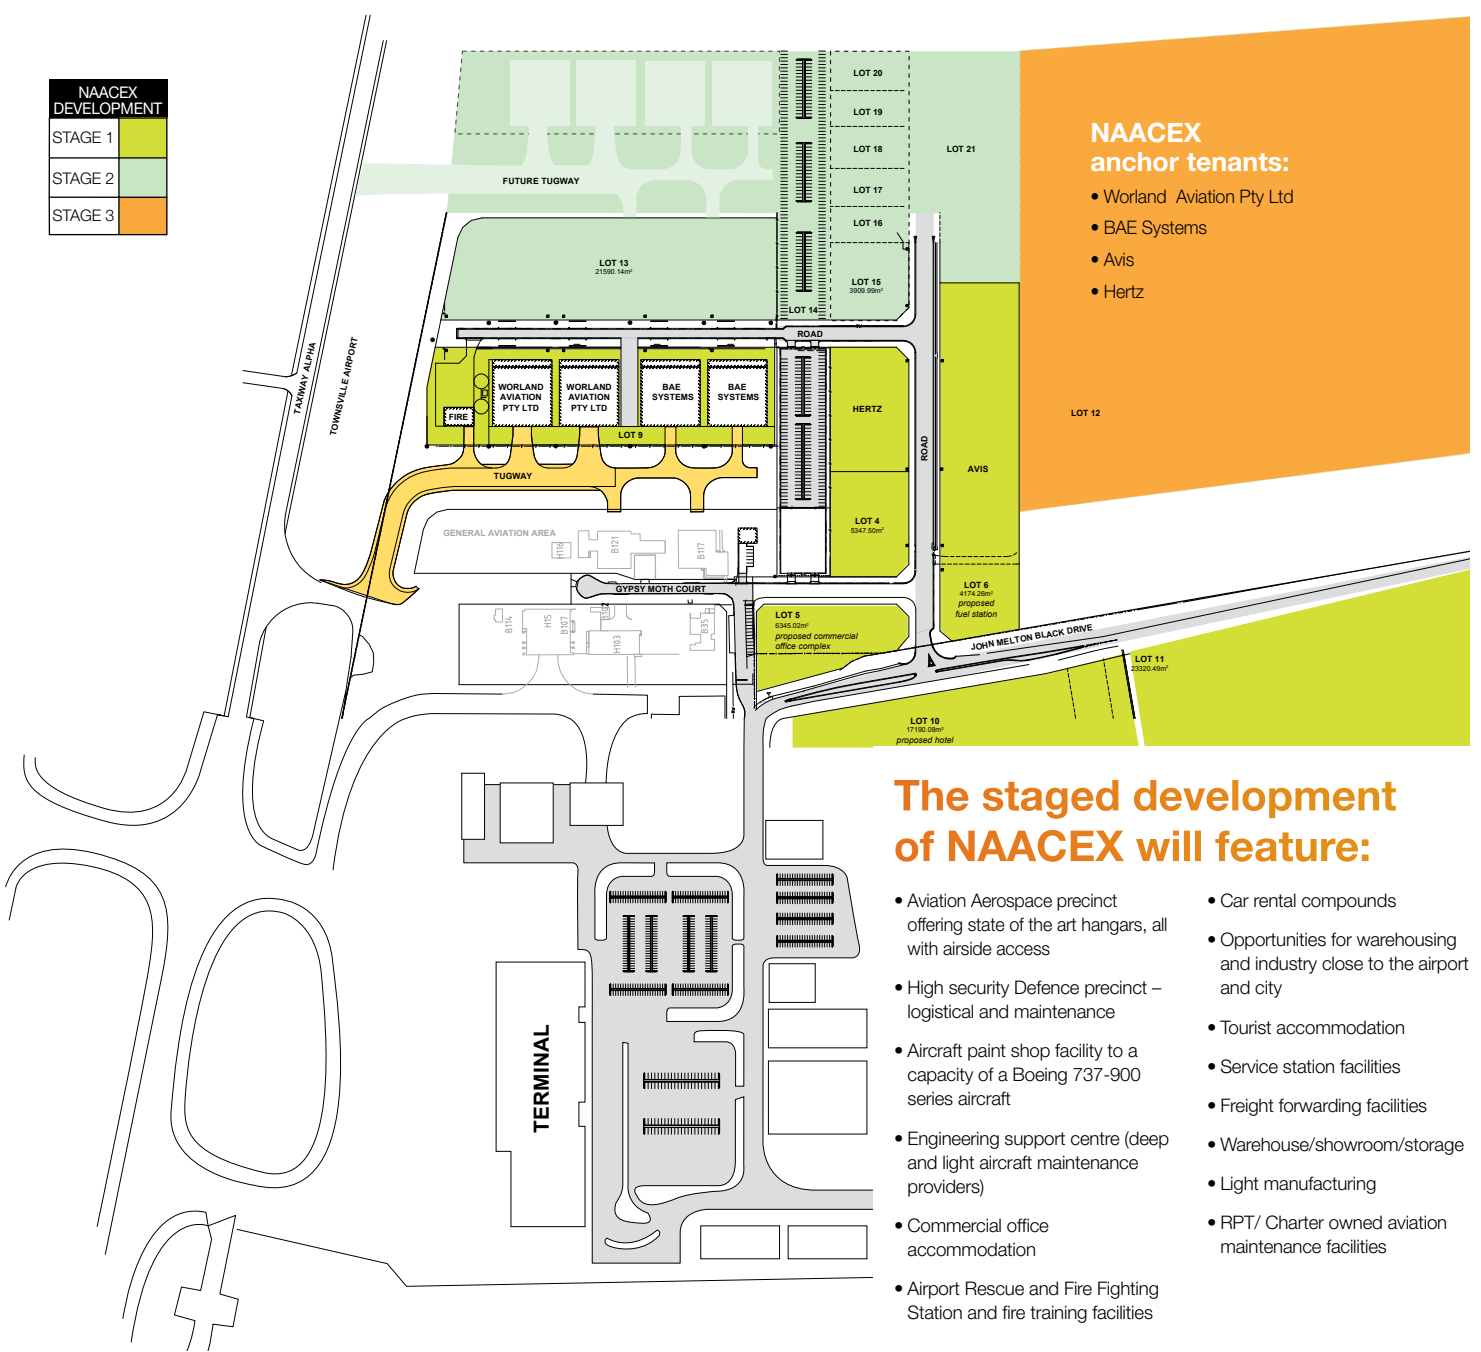 NAACEX
DEVELOPMENT
STAGE 1
STAGE 2
STAGE 3
NAACEX
anchor tenants:
• Worland Aviation Pty Ltd
• BAE Systems
• Avis
• Hertz
LOT 20
LOT 19
LOT 18
LOT 17
LOT 16
LOT 21
FUTURE TUGWAY
LOT 13
21590.14m²
LOT 15
3909.99m²
LOT 14
ROAD
TAXIWAY ALPHA
TOWNSVILLE AIRPORT
WORLAND
AVIATION
PTY LTD
WORLAND
AVIATION
PTY LTD
BAE
SYSTEMS
BAE
SYSTEMS
FIRE
LOT 9
HERTZ
LOT 12
ROAD
AVIS
TUGWAY
LOT 4
5347.50m²
GENERAL AVIATION AREA
H116
B121
B117
GYPSY MOTH COURT
LOT 6
4174.26m²
proposed
fuel station
LOT 5
6345.02m²
proposed commercial
office complex
B114
H15
B107
B102
H103
B35
JOHN MELTON BLACK DRIVE
LOT 11
23320.49m²
LOT 10
17190.08m²
proposed hotel
TERMINAL
The staged development
of NAACEX will feature:
• Aviation Aerospace precinct
offering state of the art hangars, all
with airside access
• High security Defence precinct –
logistical and maintenance
• Aircraft paint shop facility to a
capacity of a Boeing 737-900
series aircraft
• Engineering support centre (deep
and light aircraft maintenance
providers)
• Commercial office
accommodation
• Airport Rescue and Fire Fighting
Station and fire training facilities
• Car rental compounds
• Opportunities for warehousing
and industry close to the airport
and city
• Tourist accommodation
• Service station facilities
• Freight forwarding facilities
• Warehouse/showroom/storage
• Light manufacturing
• RPT/ Charter owned aviation
maintenance facilities